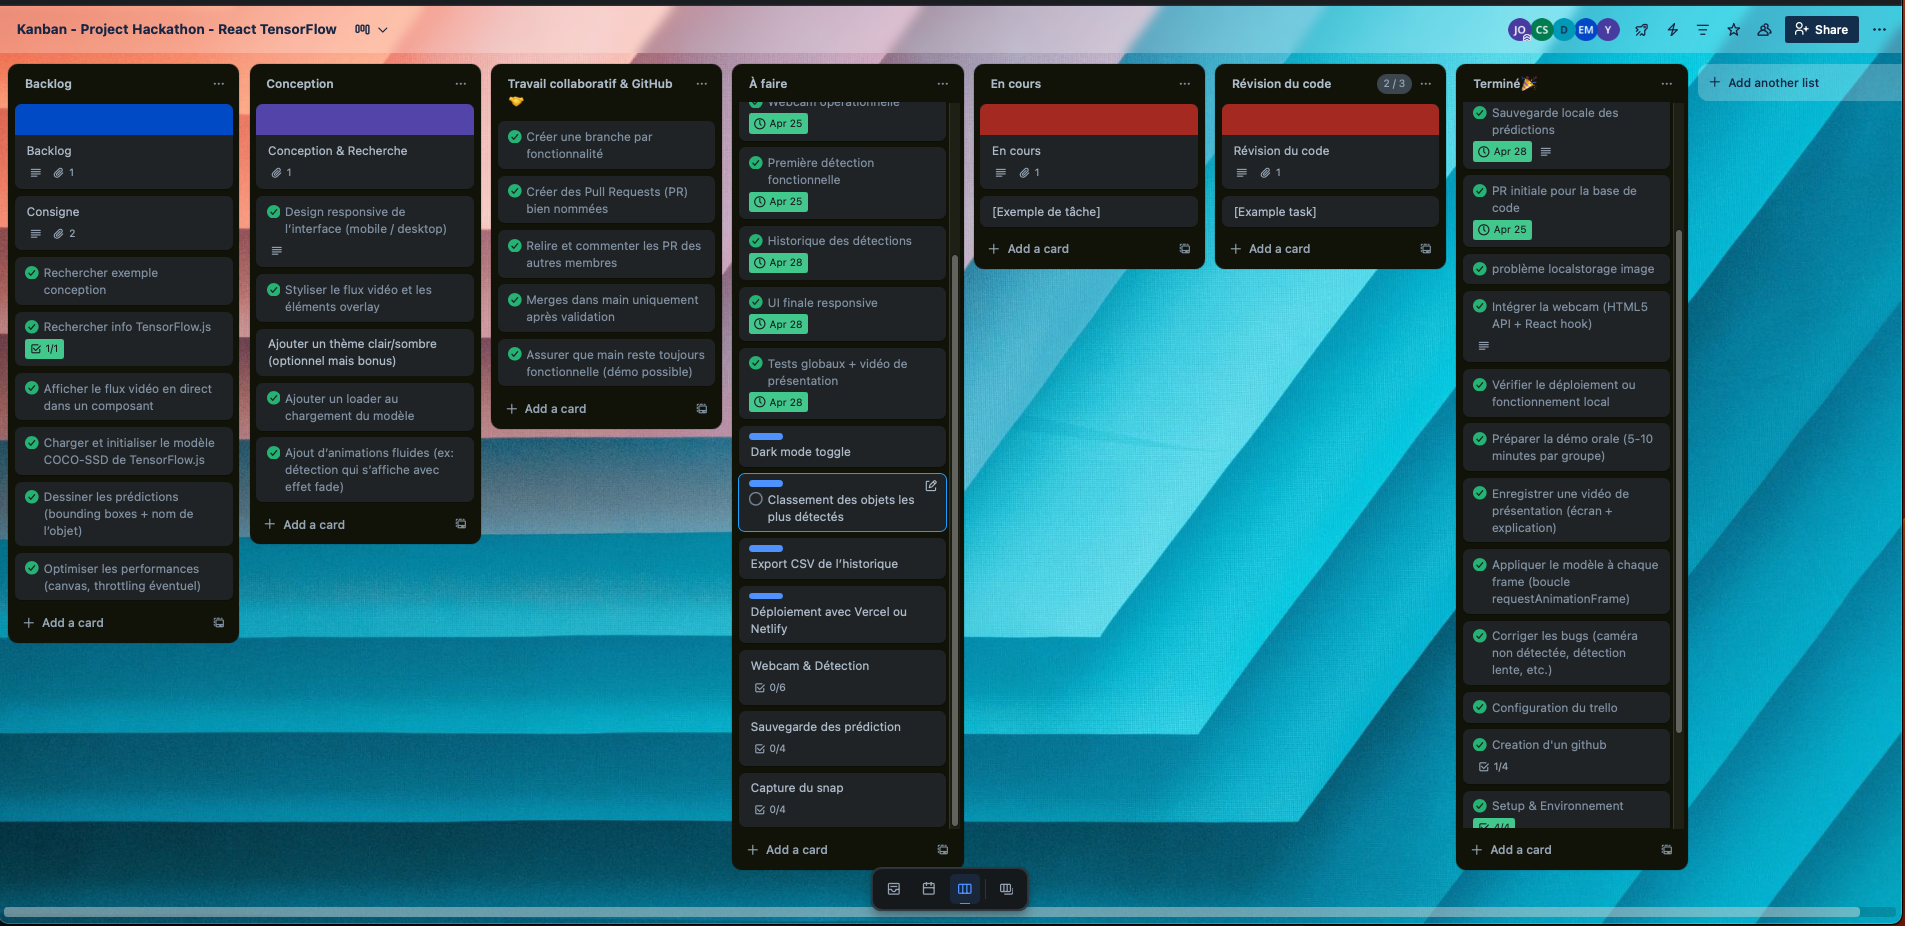 Kanban - Project Hackathon - React TensorFlow
JO
CS
D
EM
Y
Share
Backlog
Backlog
1
Consigne
2
Rechercher exemple
conception
Rechercher info TensorFlow.js
1/1
Afficher le flux vidéo en direct
dans un composant
Charger et initialiser le modèle
COCO-SSD de TensorFlow.js
Dessiner les prédictions
(bounding boxes + nom de
l'objet)
Optimiser les performances
(canvas, throttling éventuel)
Add a card
Conception
Conception & Recherche
1
Design responsive de
l'interface (mobile / desktop)
Styliser le flux vidéo et les
éléments overlay
Ajouter un thème clair/sombre
(optionnel mais bonus)
Ajouter un loader au
chargement du modèle
Ajout d'animations fluides (ex:
détection qui s'affiche avec
effet fade)
Add a card
Travail collaboratif & GitHub
🤝
Créer une branche par
fonctionnalité
Créer des Pull Requests (PR)
bien nommées
Relire et commenter les PR des
autres membres
Merges dans main uniquement
après validation
Assurer que main reste toujours
fonctionnelle (démo possible)
Add a card
À faire
Webcam opérationnelle
Apr 25
Première détection
fonctionnelle
Apr 25
Historique des détections
Apr 28
UI finale responsive
Apr 28
Tests globaux + vidéo de
présentation
Apr 28
Dark mode toggle
Classement des objets les
plus détectés
Export CSV de l'historique
Déploiement avec Vercel ou
Netlify
Webcam & Détection
0/6
Sauvegarde des prédiction
0/4
Capture du snap
0/4
Add a card
En cours
En cours
1
[Exemple de tâche]
Add a card
Révision du code
2 / 3
Révision du code
1
[Example task]
Add a card
Terminé🎉
Sauvegarde locale des
prédictions
Apr 28
PR initiale pour la base de
code
Apr 25
problème localstorage image
Intégrer la webcam (HTML5
API + React hook)
Vérifier le déploiement ou
fonctionnement local
Préparer la démo orale (5-10
minutes par groupe)
Enregistrer une vidéo de
présentation (écran +
explication)
Appliquer le modèle à chaque
frame (boucle
requestAnimationFrame)
Corriger les bugs (caméra
non détectée, détection
lente, etc.)
Configuration du trello
Creation d'un github
1/4
Setup & Environnement
4/4
Add a card
Add another list